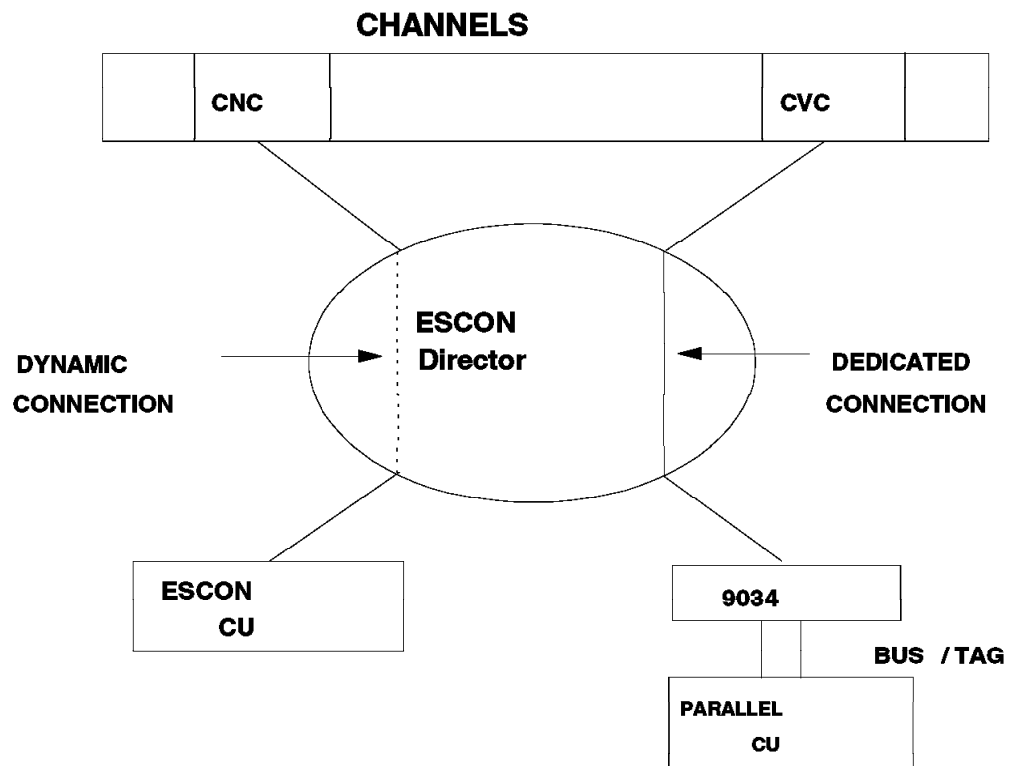 CHANNELS
CNC
CVC
ESCON
Director
DYNAMIC
CONNECTION
DEDICATED
CONNECTION
ESCON
CU
9034
BUS / TAG
PARALLEL
CU